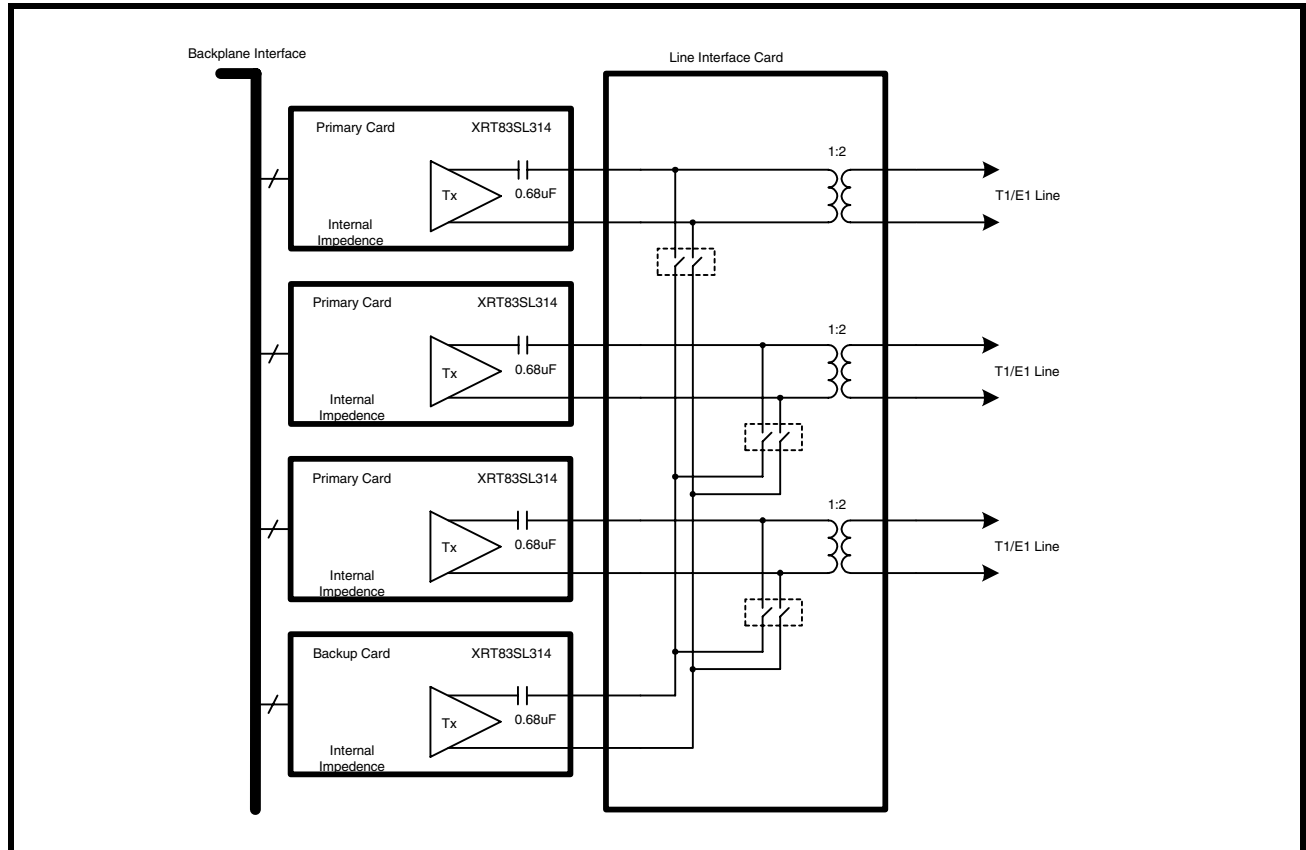 Backplane Interface
Line Interface Card
Primary Card XRT83SL314
Tx
0.68uF
Internal
Impedence
1:2
T1/E1 Line
Primary Card XRT83SL314
Tx
0.68uF
Internal
Impedence
1:2
T1/E1 Line
Primary Card XRT83SL314
Tx
0.68uF
Internal
Impedence
1:2
T1/E1 Line
Backup Card XRT83SL314
Tx
0.68uF
Internal
Impedence